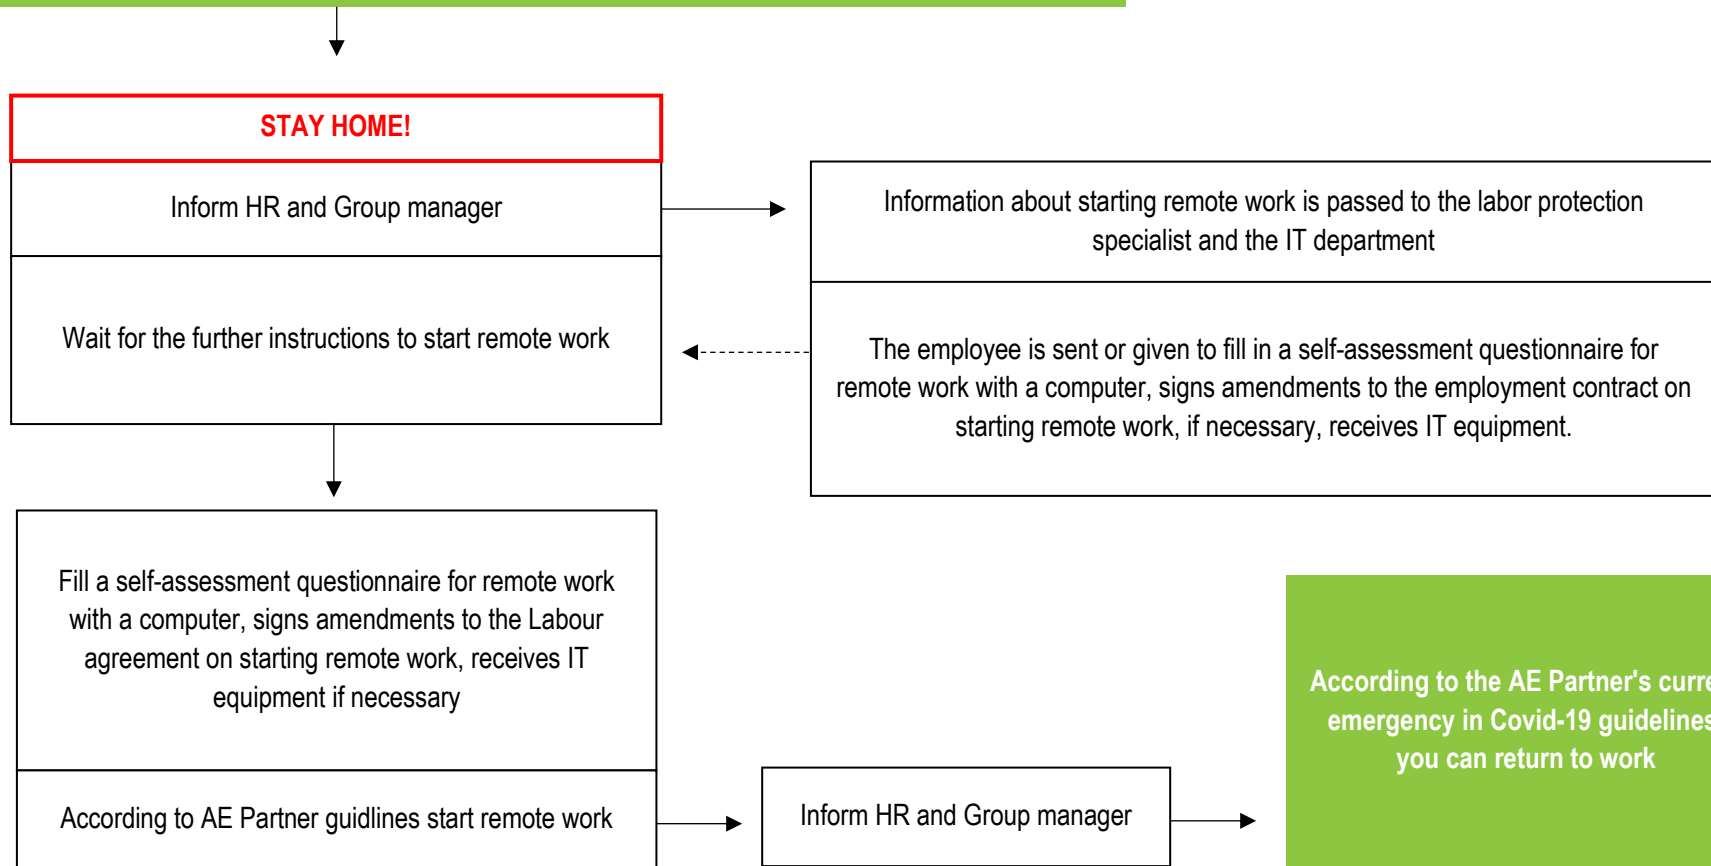 STAY HOME!
Inform HR and Group manager
Wait for the further instructions to start remote work
Information about starting remote work is passed to the labor protection
specialist and the IT department
The employee is sent or given to fill in a self-assessment questionnaire for
remote work with a computer, signs amendments to the employment contract on
starting remote work, if necessary, receives IT equipment.
Fill a self-assessment questionnaire for remote work
with a computer, signs amendments to the Labour
agreement on starting remote work, receives IT
equipment if necessary
According to AE Partner guidlines start remote work
Inform HR and Group manager
According to the AE Partner's
emergency in Covid-19 guidelines
you can return to work